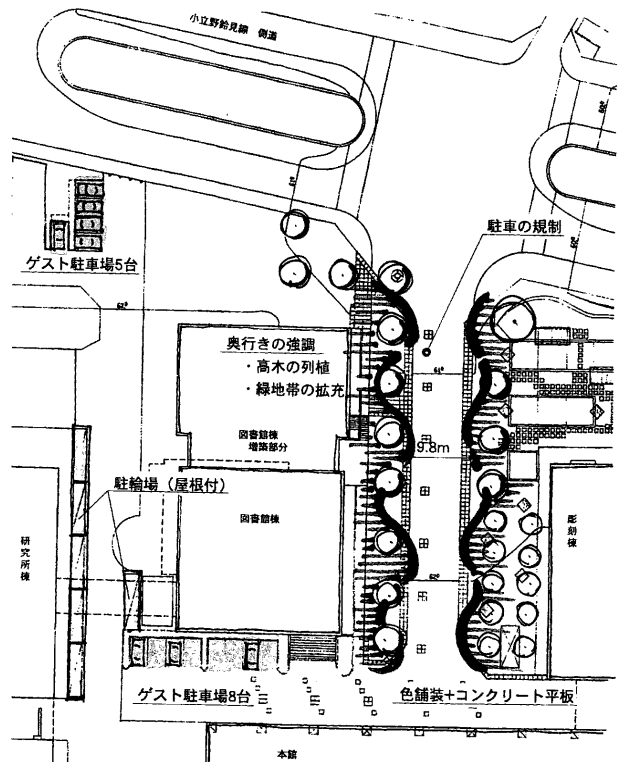 小立野鈴見線 側道
駐車の規制
ゲスト駐車場5台
奥行きの強調
・高木の列植
・緑地帯の拡充
図書館棟
増築部分
9.8m
駐輪場（屋根付）
図書館棟
彫刻棟
研究所棟
ゲスト駐車場8台
色舗装+コンクリート平板
本館